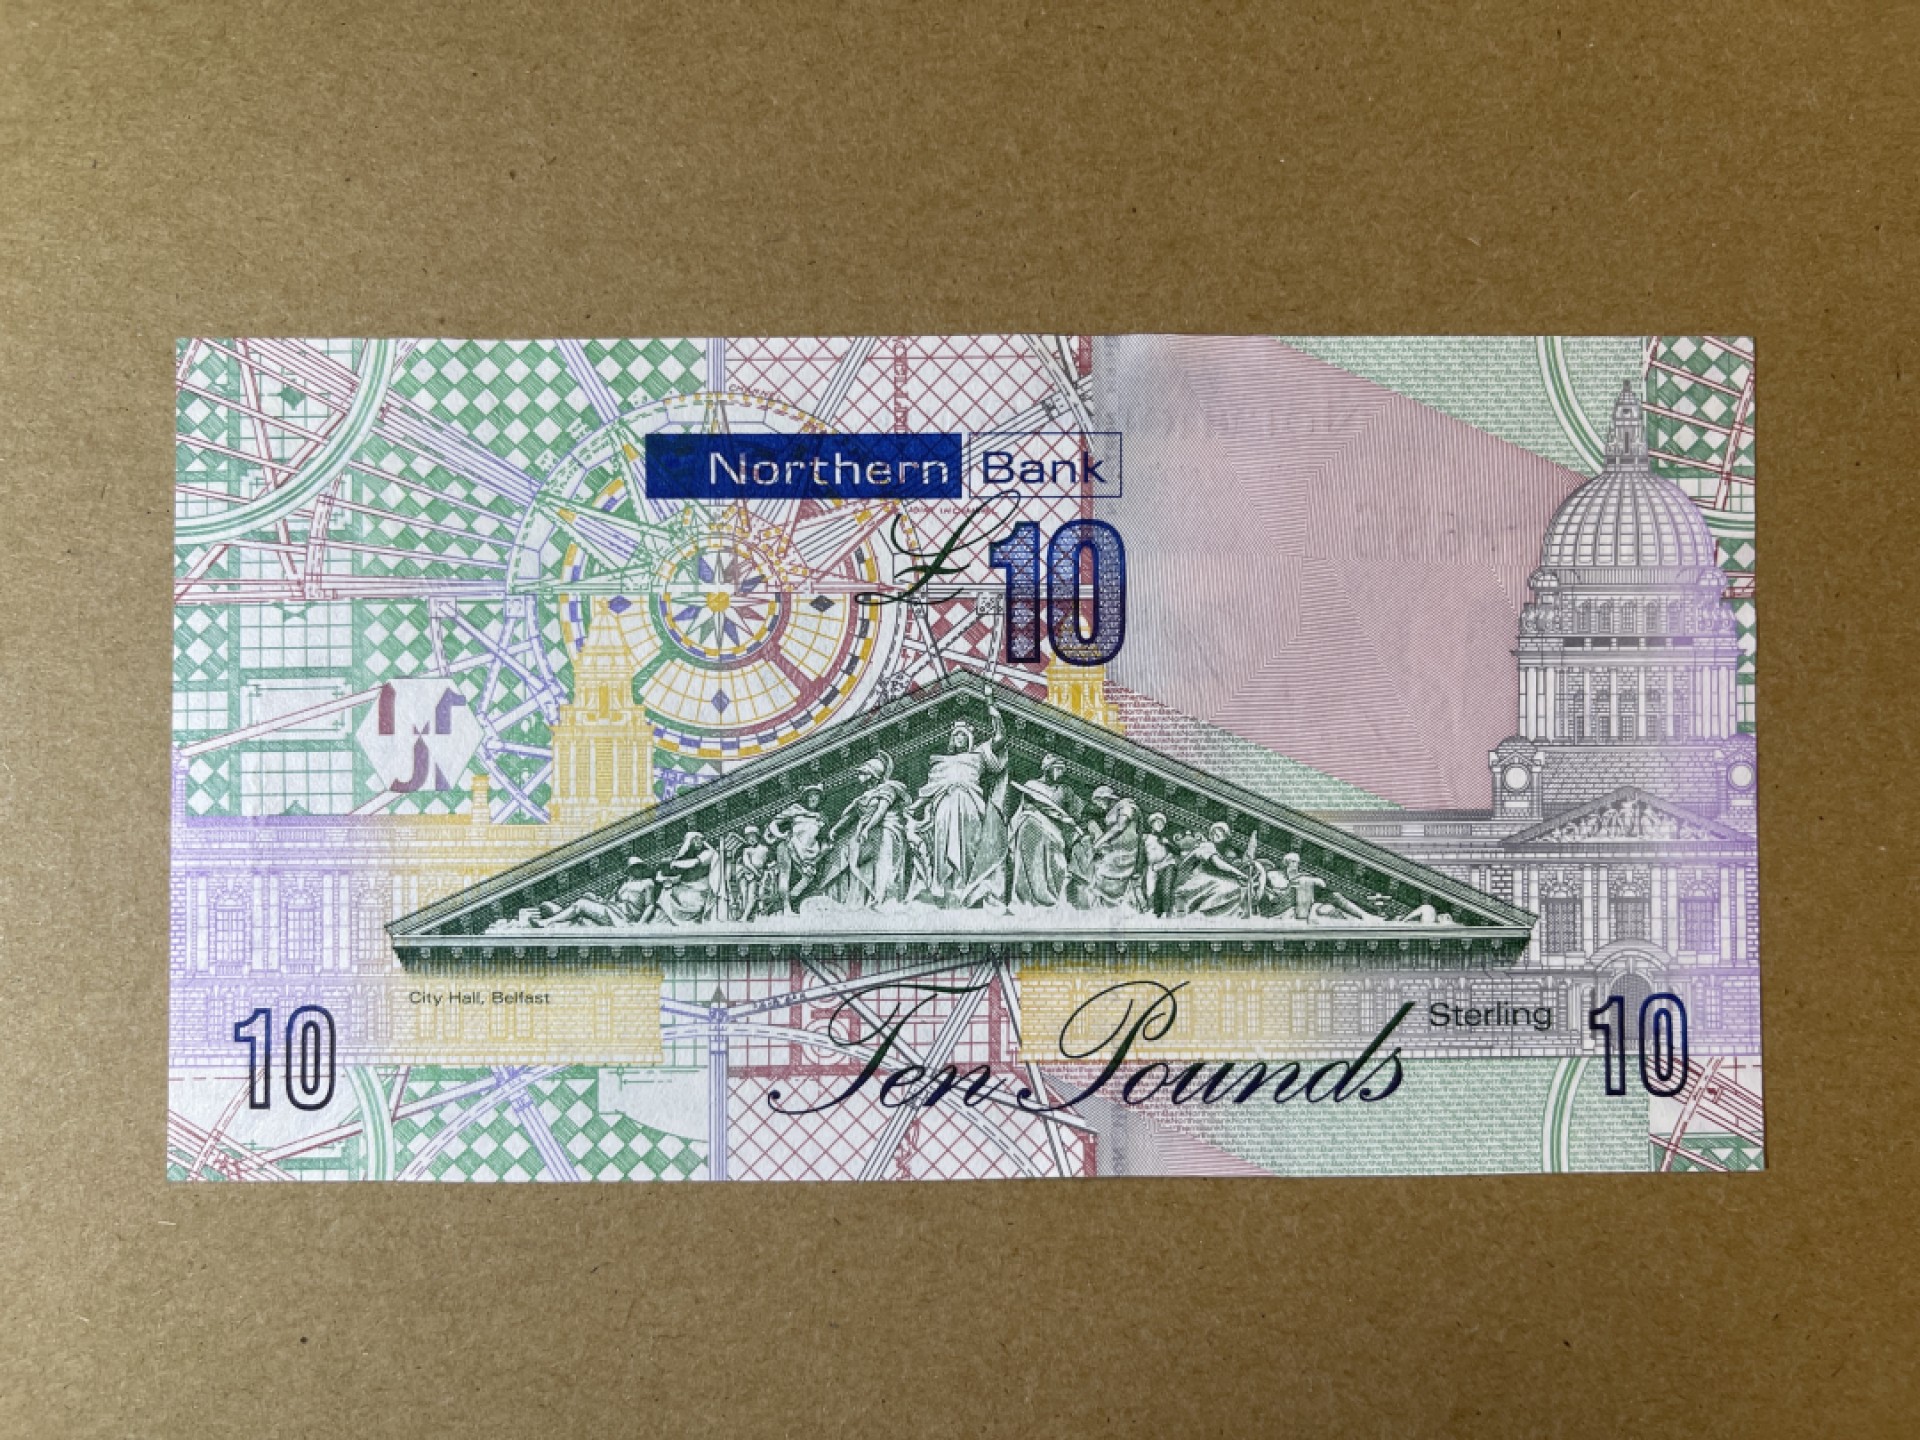 Northern Bank
£10
City Hall, Belfast
Ten Pounds Sterling
10
10